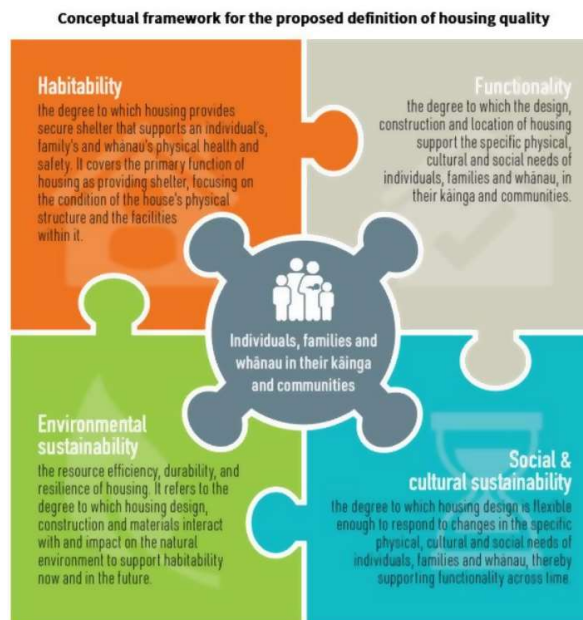 Conceptual framework for the proposed definition of housing quality
Habitability
the degree to which housing provides
secure shelter that supports an individual's,
family's and whānau's physical health and
safety. It covers the primary function of
housing as providing shelter, focusing on
the condition of the house's physical
structure and the facilities
within it.
Functionality
the degree to which the design,
construction and location of housing
support the specific physical,
cultural and social needs of
individuals, families and whānau, in
their kāinga and communities.
Individuals, families and
whānau in their kāinga
and communities
Environmental
sustainability
the resource efficiency, durability, and
resilience of housing. It refers to the
degree to which housing design,
construction and materials interact
with and impact on the natural
environment to support habitability
now and in the future.
Social &
cultural sustainability
the degree to which housing design is flexible
enough to respond to changes in the specific
physical, cultural and social needs of
individuals, families and whānau, thereby
supporting functionality across time.